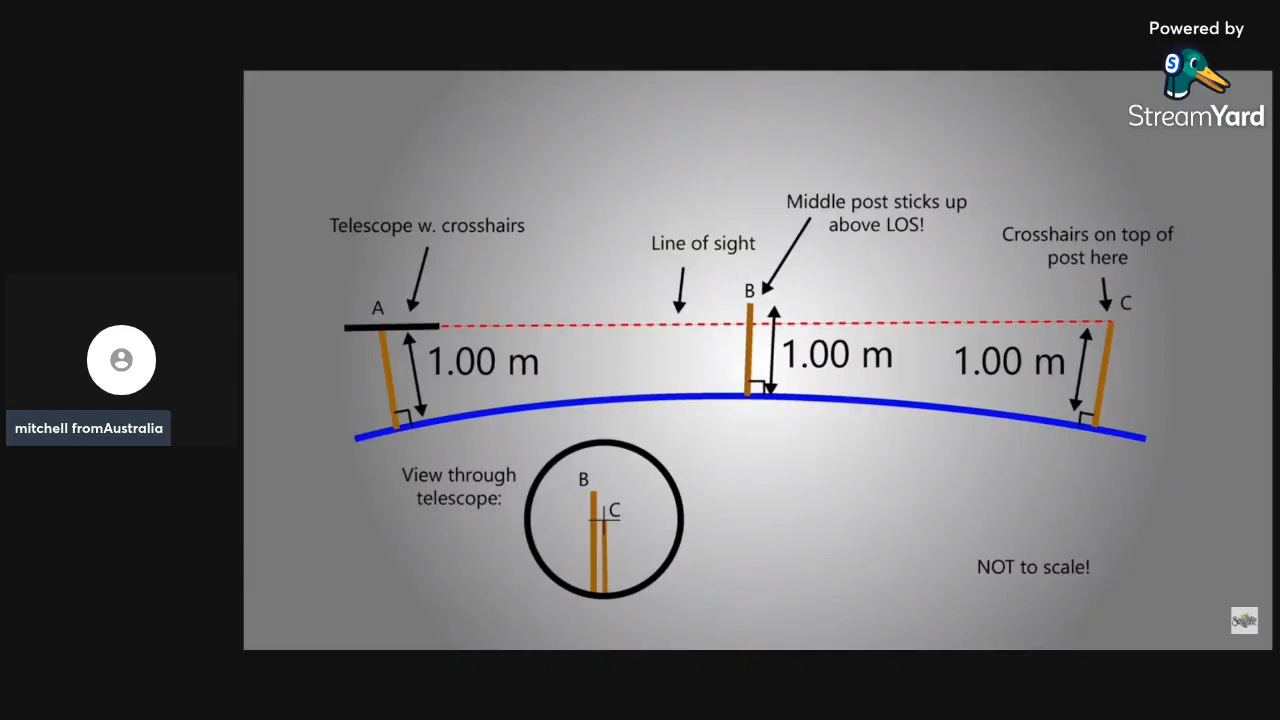 Powered by
S
StreamYard
Middle post sticks up
above LOS!
Telescope w. crosshairs
Line of sight
Crosshairs on top of
post here
A
B
C
1.00 m
1.00 m
1.00 m
mitchell fromAustralia
View through
telescope:
B
C
NOT to scale!